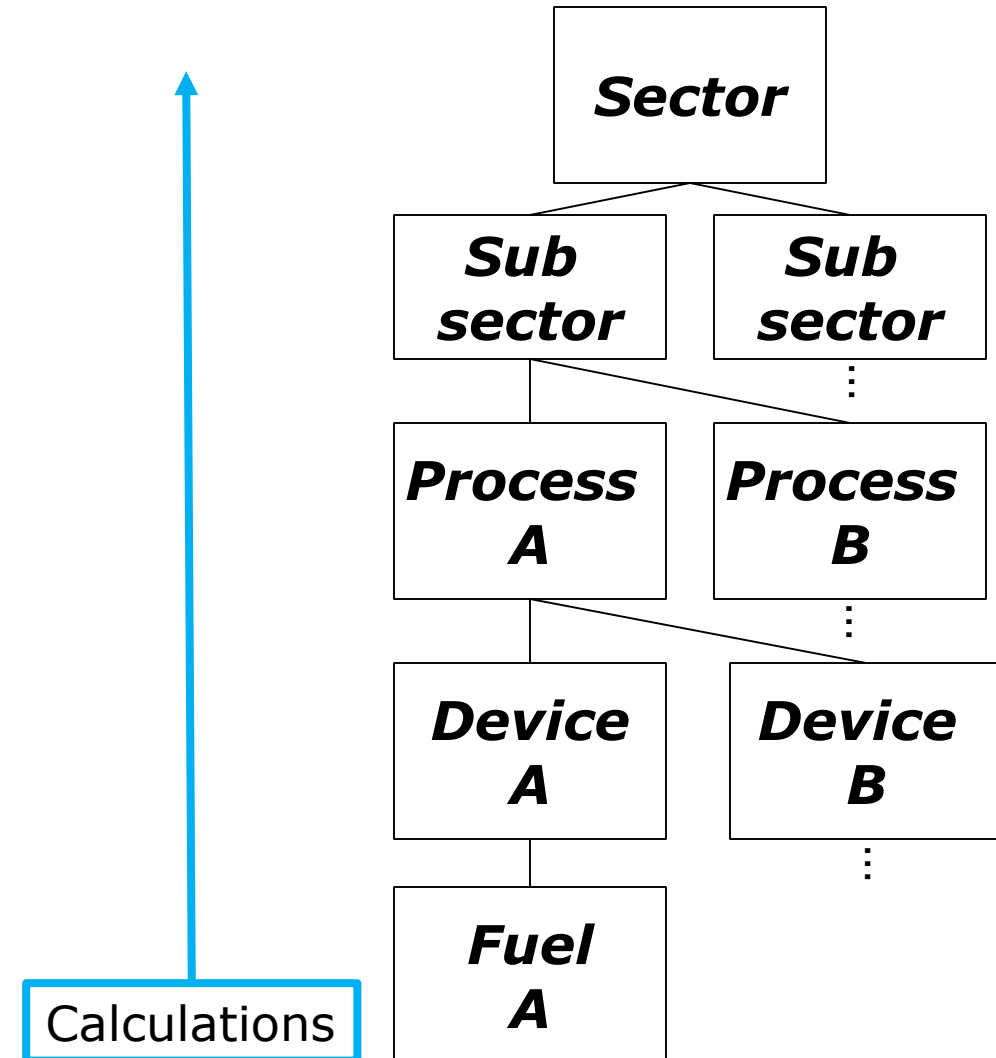 Sector
Sub
sector
Sub
sector
⋮
Process
A
Process
B
⋮
Device
A
Device
B
⋮
Fuel
A
Calculations